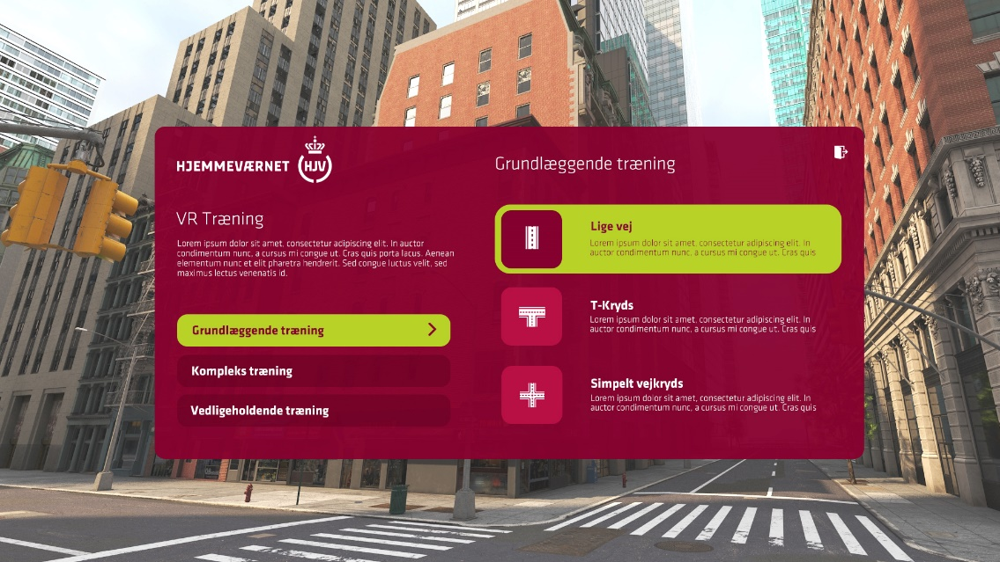 HJEMMEVÆRNET HJV
VR Træning
Lorem ipsum dolor sit amet, consectetur adipiscing elit. In auctor
condimentum nunc, a cursus mi congue ut. Cras quis porta lacus. Aenean
elementum nunc et elit pharetra hendrerit. Sed congue luctus velit, sed
maximus lectus venenatis id.
Grundlæggende træning
Kompleks træning
Vedligeholdende træning
Grundlæggende træning
Lige vej
Lorem ipsum dolor sit amet, consectetur adipiscing elit. In
auctor condimentum nunc, a cursus mi congue ut. Cras quis
T-Kryds
Lorem ipsum dolor sit amet, consectetur adipiscing elit. In
auctor condimentum nunc, a cursus mi congue ut. Cras quis
Simpelt vejkryds
Lorem ipsum dolor sit amet, consectetur adipiscing elit. In
auctor condimentum nunc, a cursus mi congue ut. Cras quis